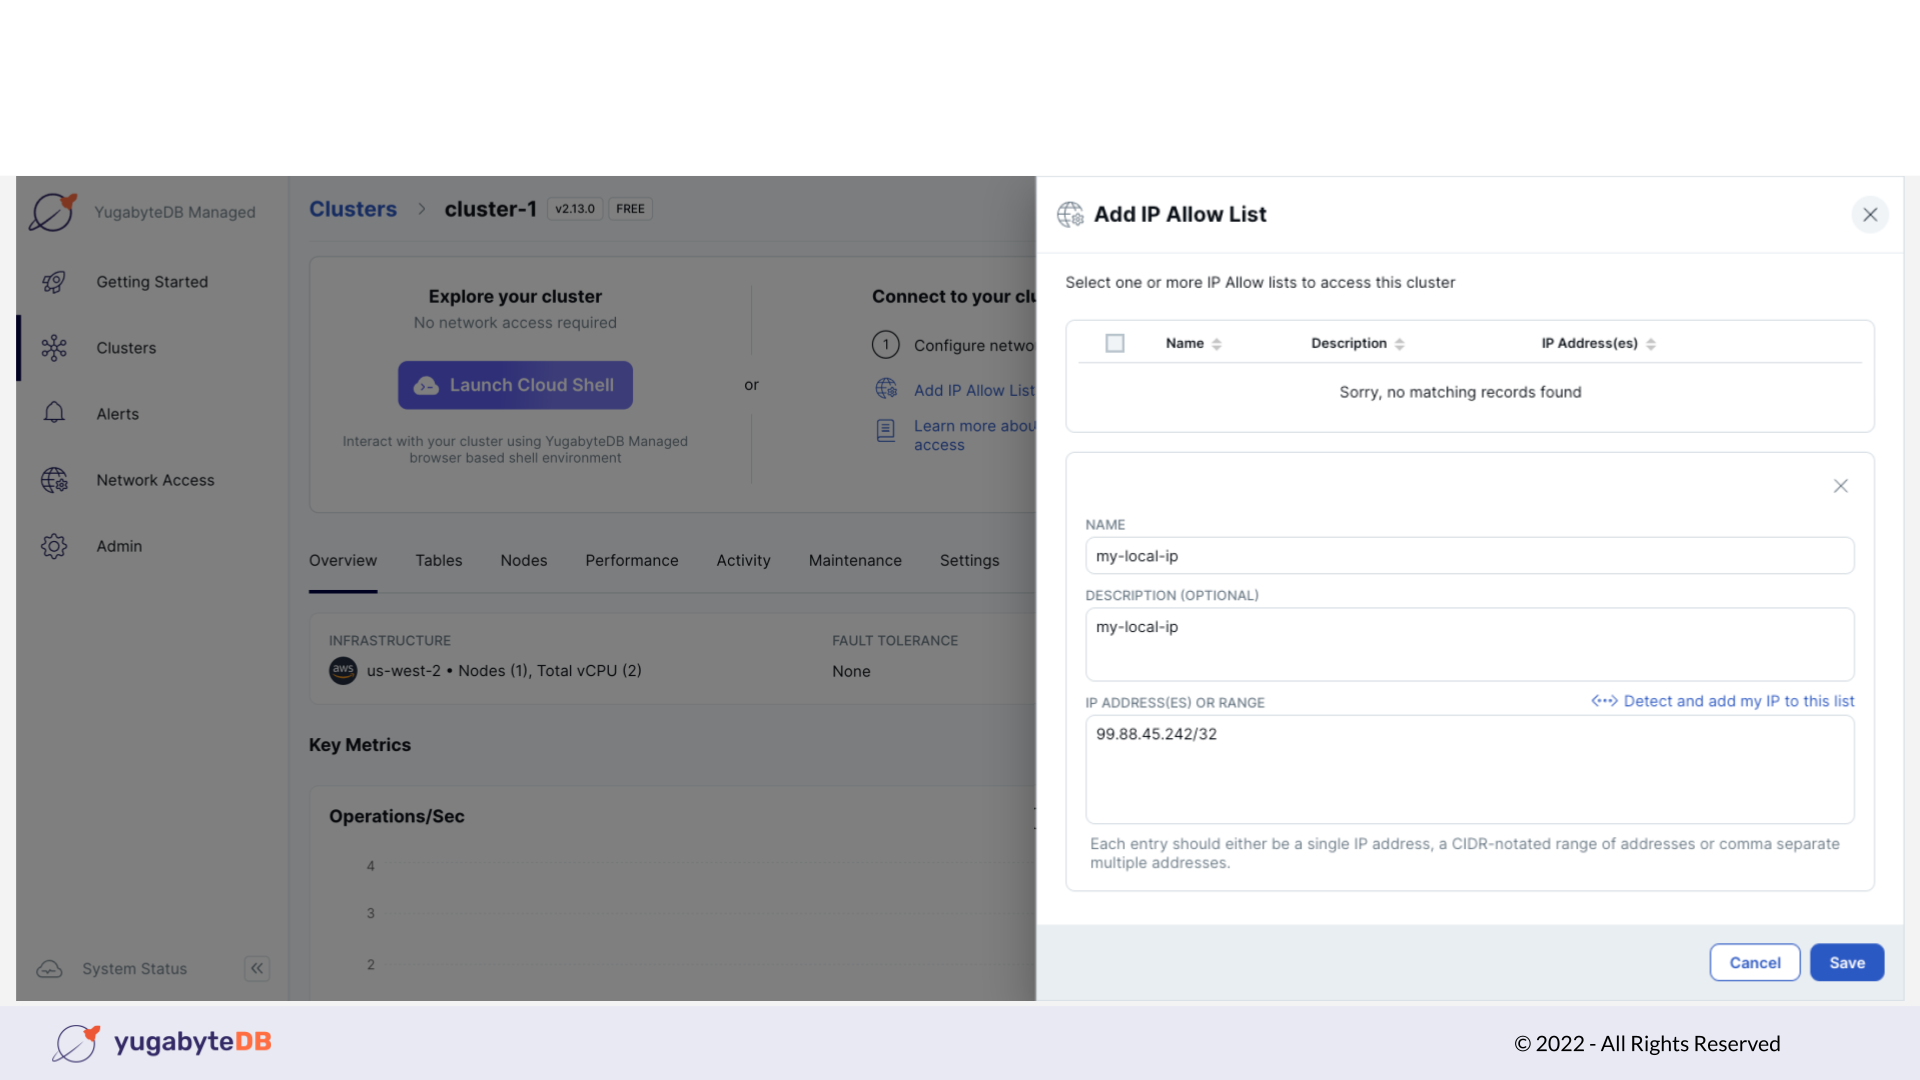 YugabyteDB Managed
Getting Started
Clusters
Alerts
Network Access
Admin
System Status
Clusters > cluster-1 v2.13.0 FREE
Explore your cluster
No network access required
Launch Cloud Shell
Interact with your cluster using YugabyteDB Managed
browser based shell environment
or
Connect to your clu
1 Configure netwo
Add IP Allow List
Learn more abou
access
Overview Tables Nodes Performance Activity Maintenance Settings
INFRASTRUCTURE
aws us-west-2 • Nodes (1), Total vCPU (2)
FAULT TOLERANCE
None
Key Metrics
Operations/Sec
4
3
2
Add IP Allow List
Select one or more IP Allow lists to access this cluster
Name Description IP Address(es)
Sorry, no matching records found
NAME
my-local-ip
DESCRIPTION (OPTIONAL)
my-local-ip
IP ADDRESS(ES) OR RANGE
Detect and add my IP to this list
99.88.45.242/32
Each entry should either be a single IP address, a CIDR-notated range of addresses or comma separate
multiple addresses.
Cancel Save
yugabyteDB
© 2022 - All Rights Reserved